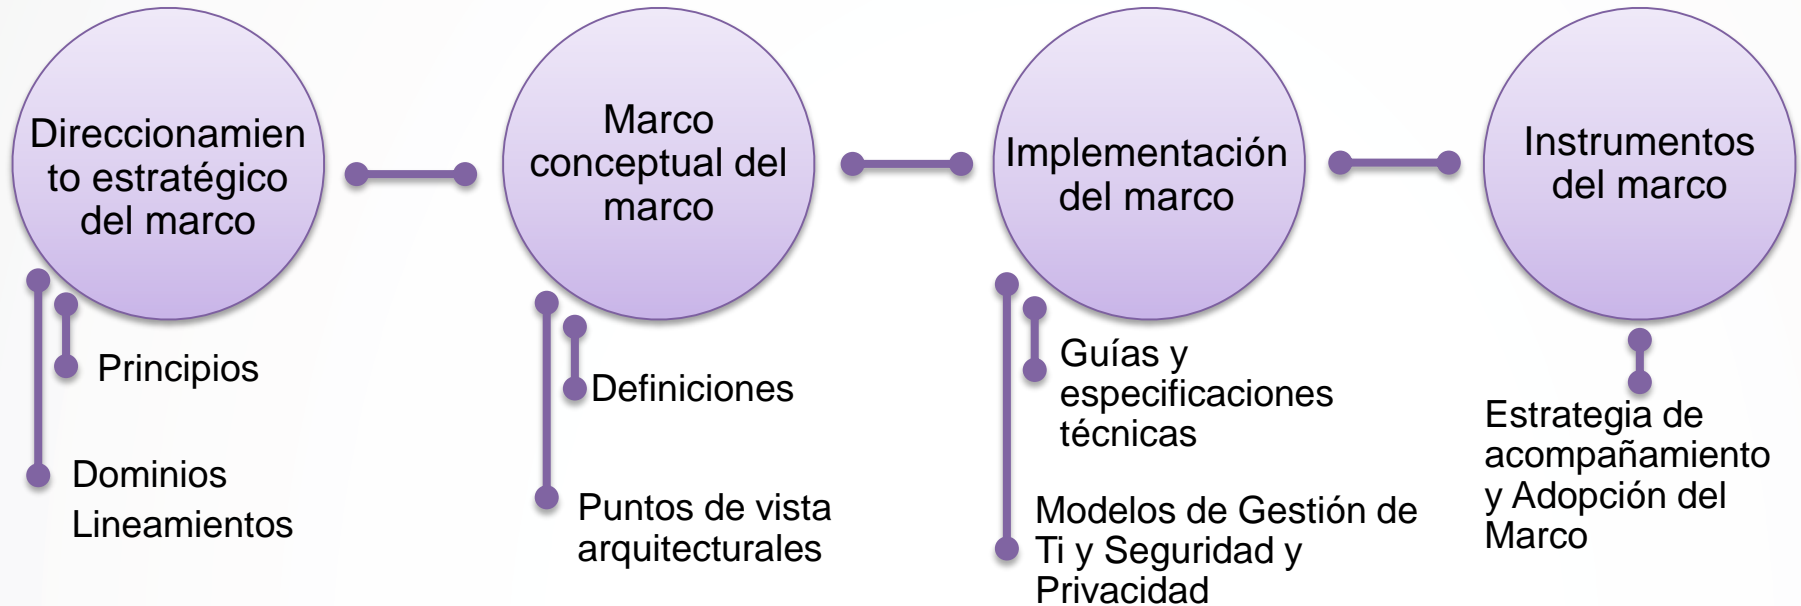 Direccionamien
to estratégico
del marco
Principios
Dominios
Lineamientos
Marco
conceptual del
marco
Definiciones
Puntos de vista
arquitecturales
Implementación
del marco
Guías y
especificaciones
técnicas
Modelos de Gestión de
Ti y Seguridad y
Privacidad
Instrumentos
del marco
Estrategia de
acompañamiento
y Adopción del
Marco